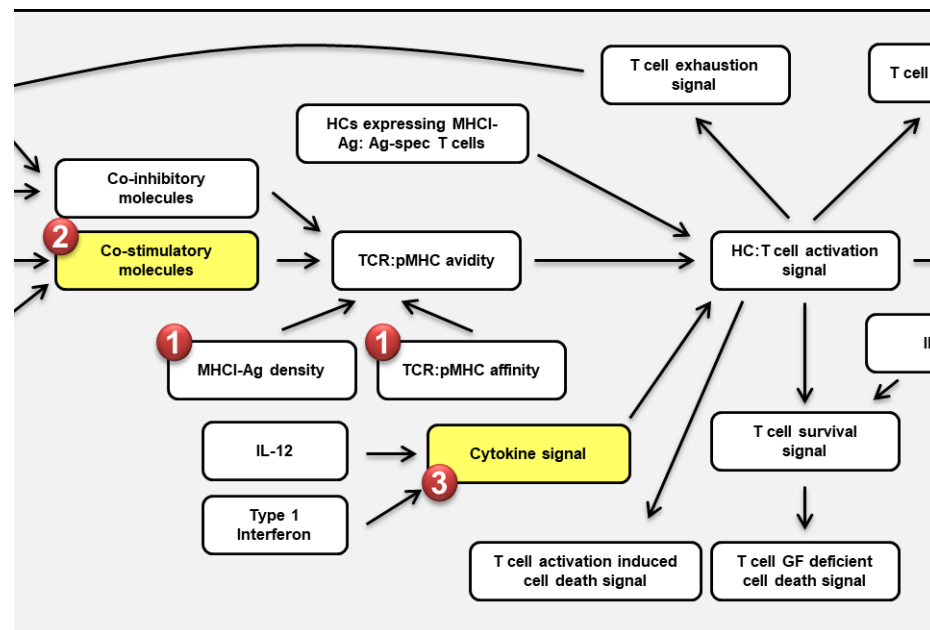 T cell exhaustion
signal
T cell
HCs expressing MHCI-
Ag: Ag-spec T cells
Co-inhibitory
molecules
2
Co-stimulatory
molecules
TCR:pMHC avidity
HC:T cell activation
signal
1
MHCI-Ag density
1
TCR:pMHC affinity
IL-12
Cytokine signal
3
Type 1
Interferon
T cell survival
signal
T cell activation induced
cell death signal
T cell GF deficient
cell death signal